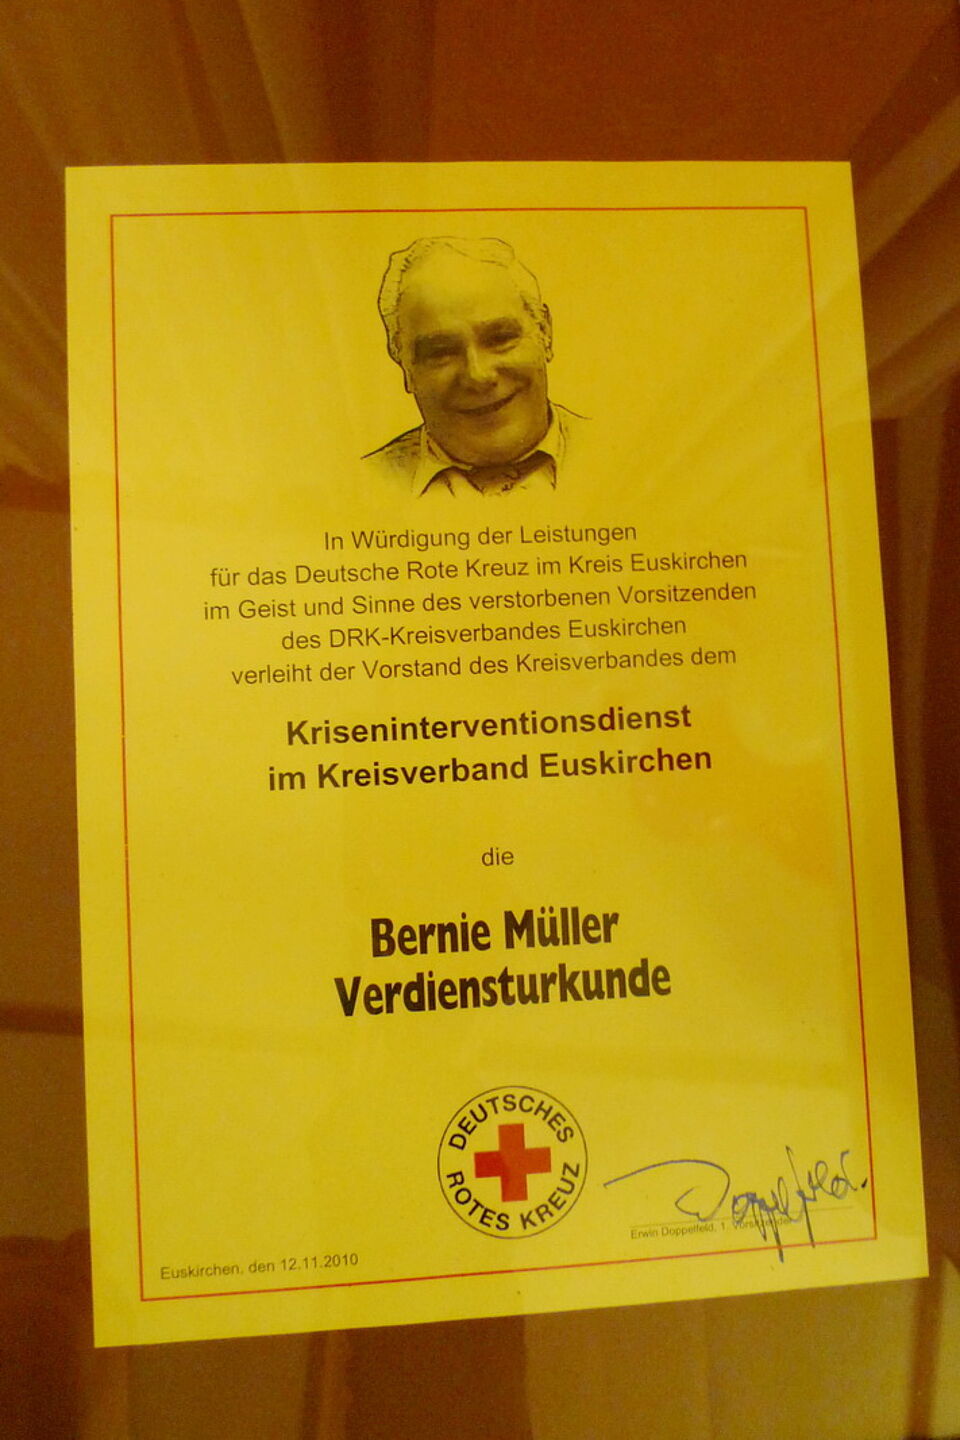 In Würdigung der Leistungen
für das Deutsche Rote Kreuz im Kreis Euskirchen
im Geist und Sinne des verstorbenen Vorsitzenden
des DRK-Kreisverbandes Euskirchen
verleiht der Vorstand des Kreisverbandes dem
Kriseninterventionsdienst
im Kreisverband Euskirchen
die
Bernie Müller
Verdiensturkunde
DEUTSCHES
ROTES KREUZ
Doppelfeld.
Erwin Doppelfeld, 1. Vorsitzender
Euskirchen, den 12.11.2010